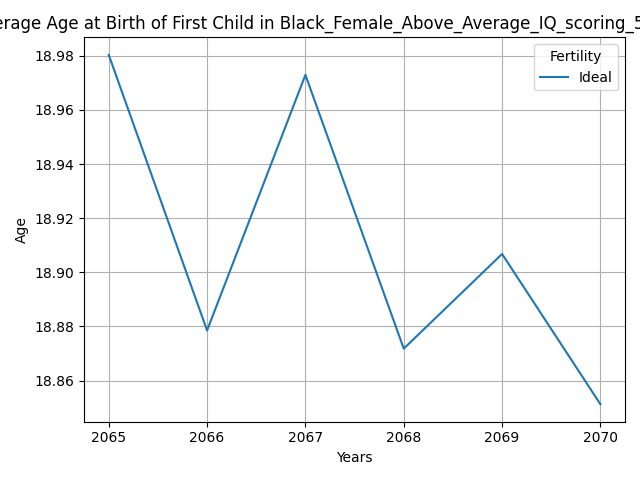 erage Age at Birth of First Child in Black_Female_Above_Average_IQ_scoring_5
Fertility
Ideal
18.98
18.96
18.94
18.92
18.90
18.88
18.86
Age
2065 2066 2067 2068 2069 2070
Years